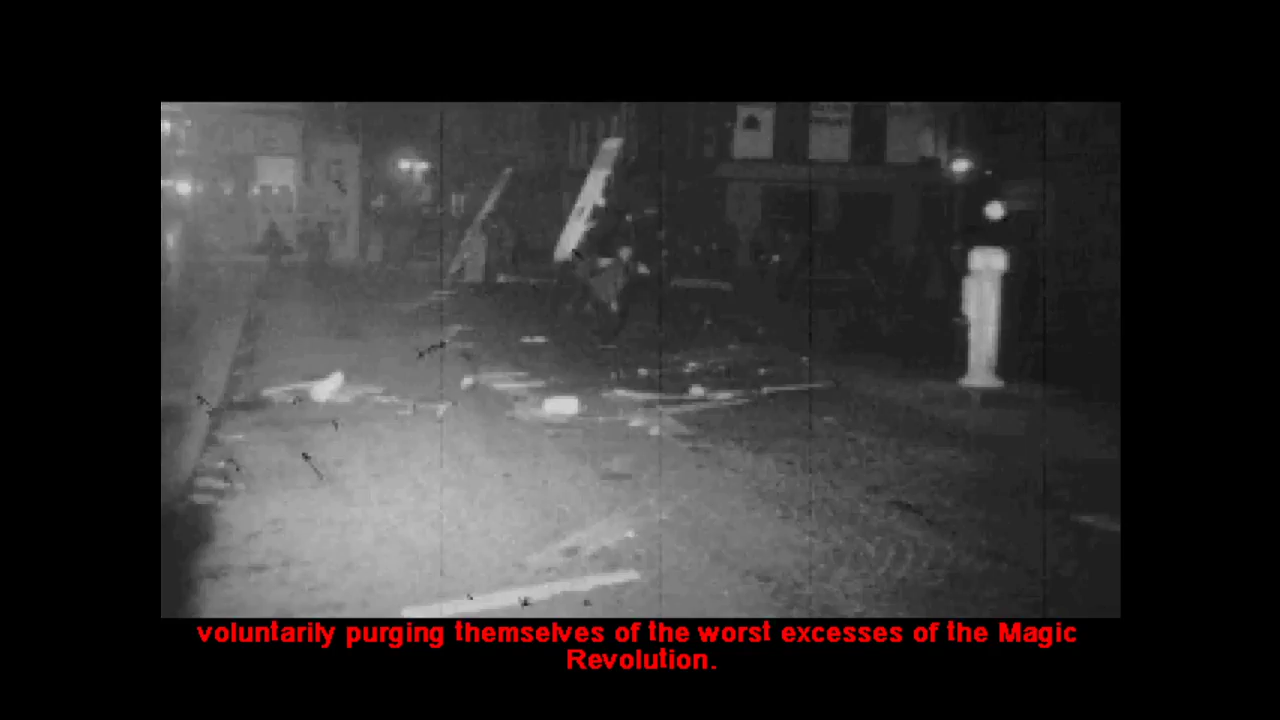 voluntarily purging themselves of the worst excesses of the Magic
Revolution.